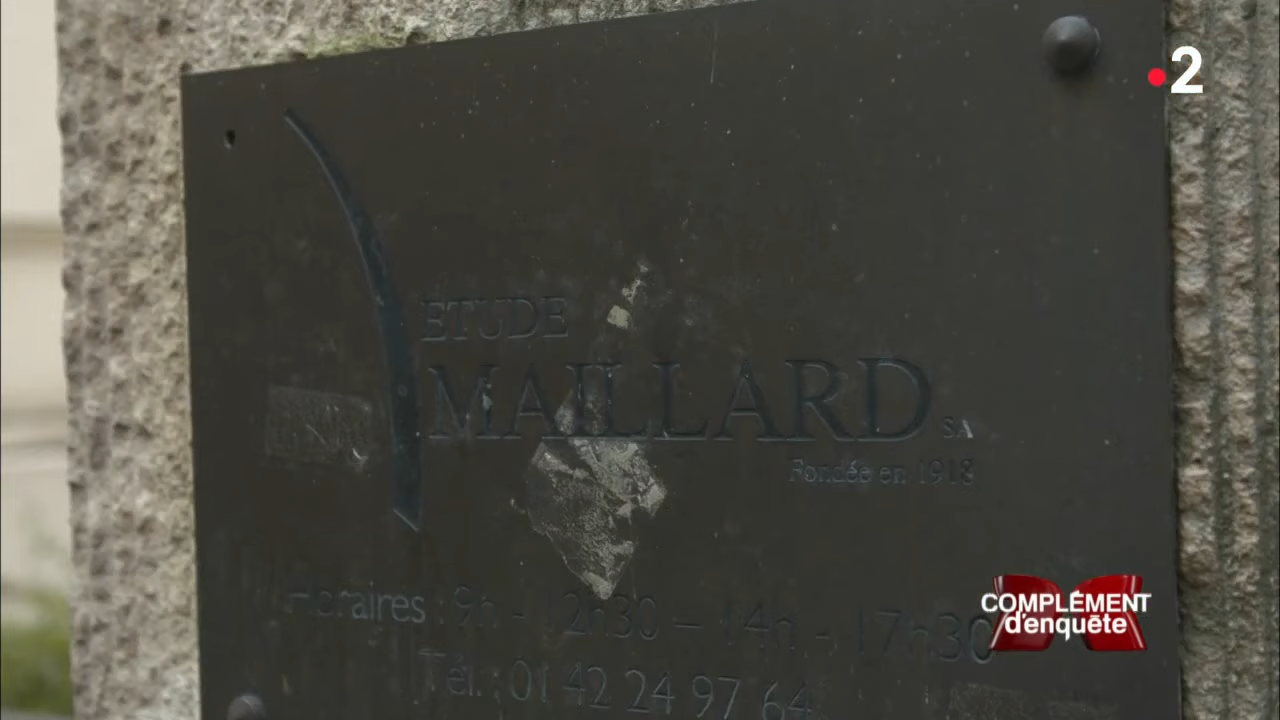 2
ETUDE
MAILLARD SA
Fondée en 1918
Horaires : 9h - 12h30 – 14h - 17h30
Tél. : 01 42 24 97 64
COMPLÉMENT
d'enquête